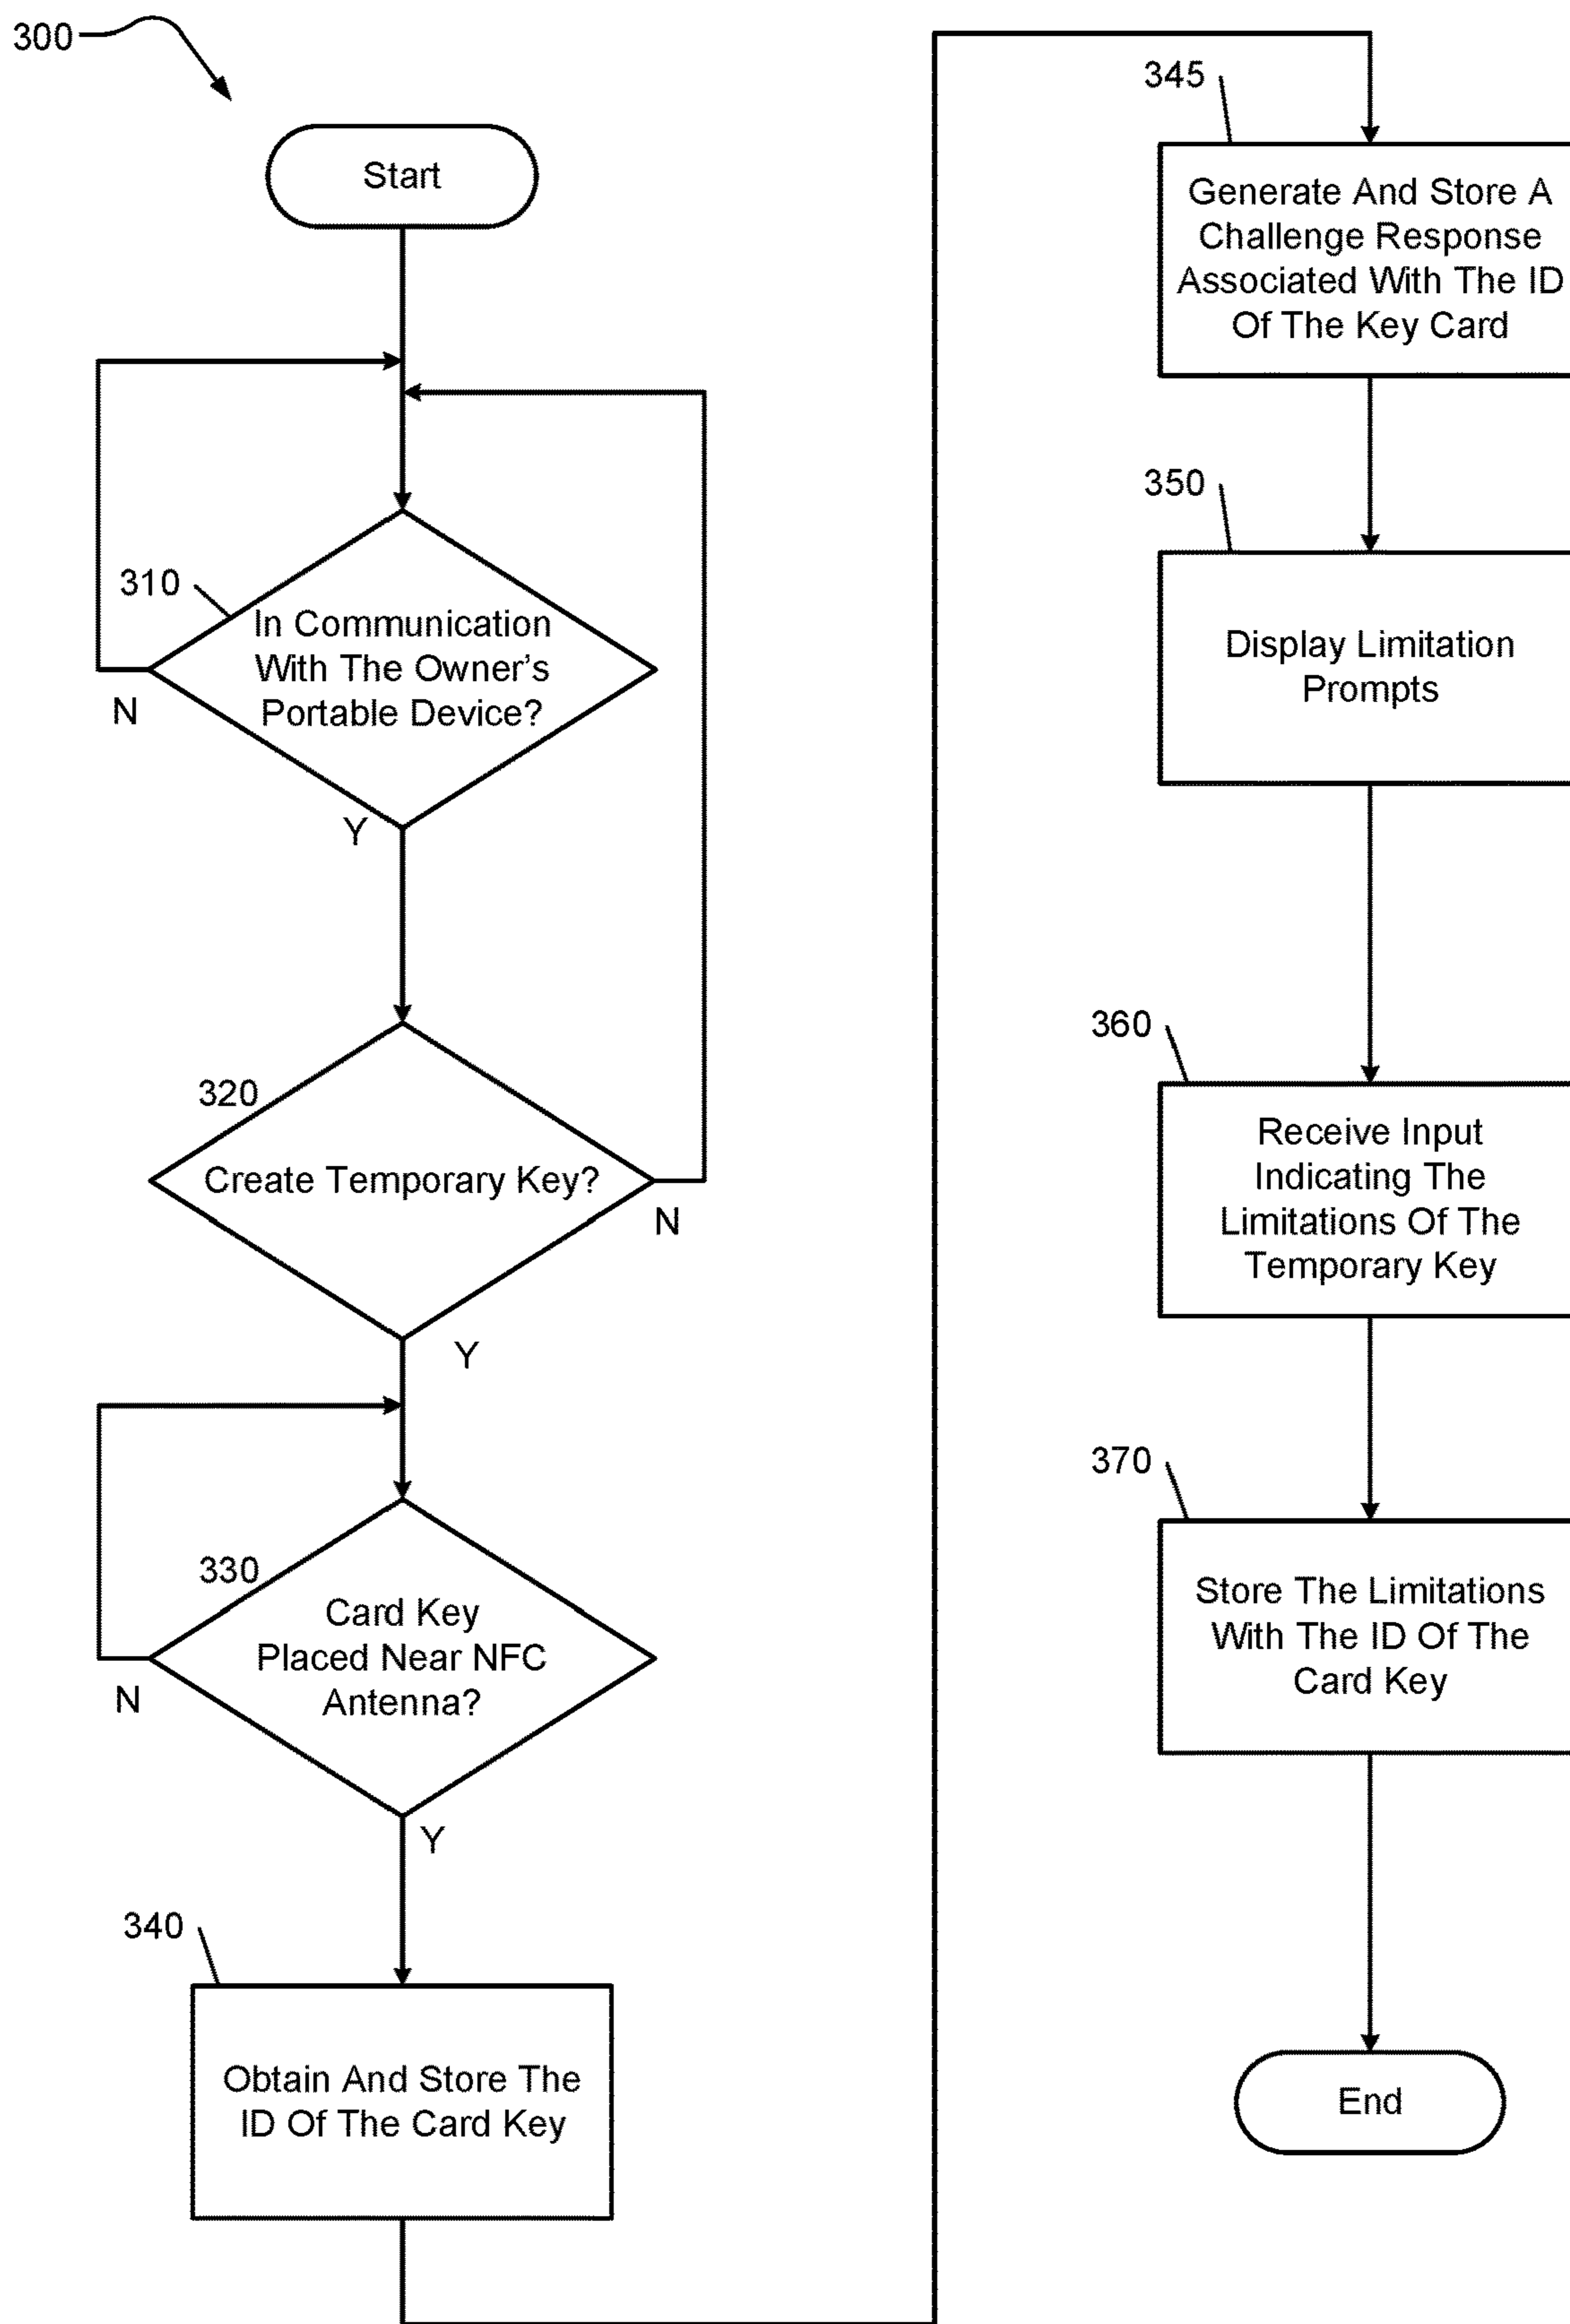 300
Start
310
In Communication
With The Owner's
Portable Device?
N
Y
320
Create Temporary Key?
N
Y
330
Card Key
Placed Near NFC
Antenna?
N
Y
340
Obtain And Store The
ID Of The Card Key
345
Generate And Store A
Challenge Response
Associated With The ID
Of The Key Card
350
Display Limitation
Prompts
360
Receive Input
Indicating The
Limitations Of The
Temporary Key
370
Store The Limitations
With The ID Of The
Card Key
End